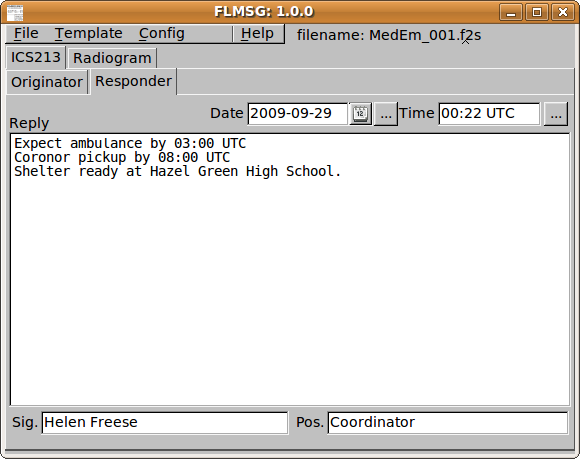 FLMSG: 1.0.0
File Template Config Help filename: MedEm_001.f2s
ICS213 Radiogram
Originator Responder
Date 2009-09-29 12 ... Time 00:22 UTC ...
Reply
Expect ambulance by 03:00 UTC
Coronor pickup by 08:00 UTC
Shelter ready at Hazel Green High School.
Sig. Helen Freese Pos. Coordinator